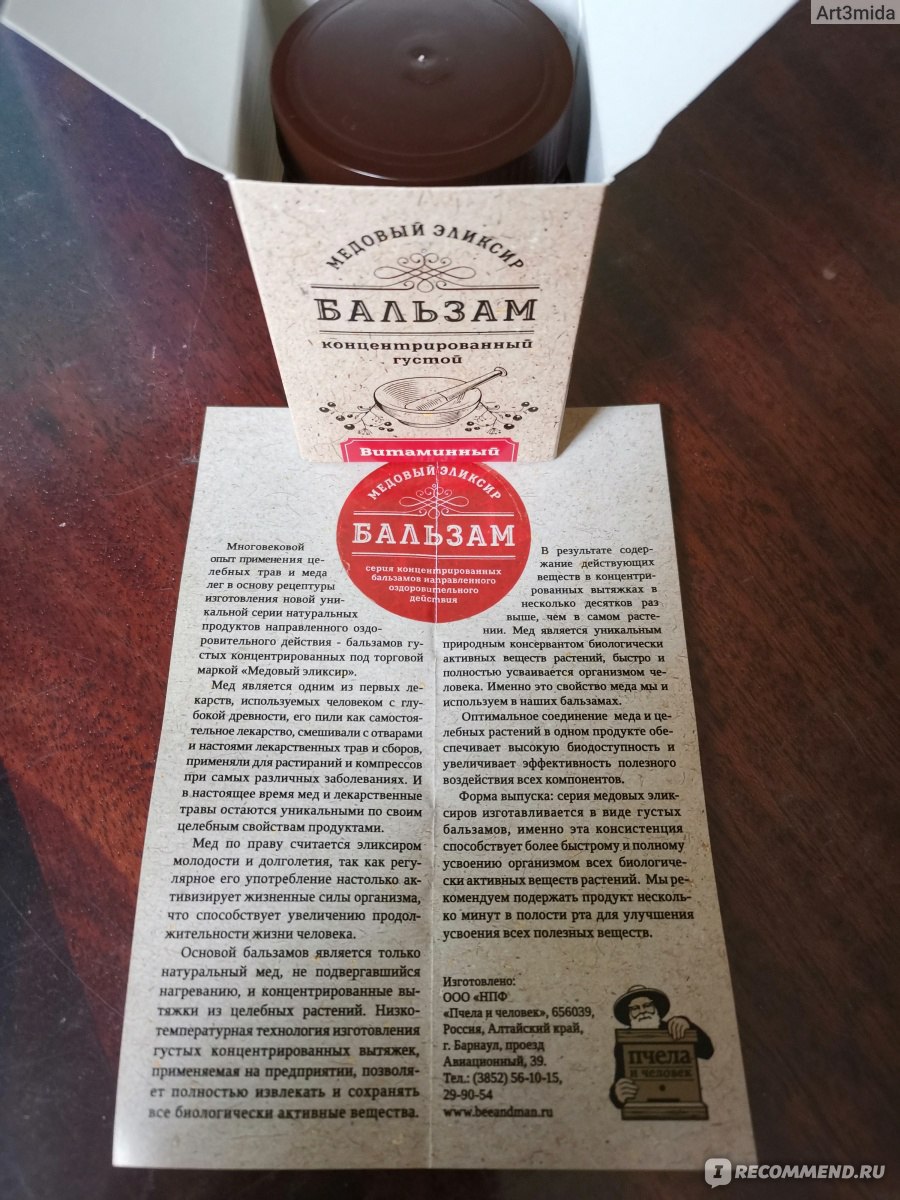 Art3mida
МЕДОВЫЙ ЭЛИКСИР
БАЛЬЗАМ
концентрированный
густой
Витаминный
МЕДОВЫЙ ЭЛИКСИР
БАЛЬЗАМ
серия концентрированных
бальзамов направленного
оздоровительного
действия
Многовековой
опыт применения це-
лебных трав и меда
лег в основу рецептуры
изготовления новой уни-
кальной серии натуральных
продуктов направленного оздо-
ровительного действия - бальзамов гу-
стых концентрированных под торговой
маркой «Медовый эликсир».
Мед является одним из первых ле-
карств, используемых человеком с глу-
бокой древности, его пили как самостоя-
тельное лекарство, смешивали с отварами
и настоями лекарственных трав и сборов,
применяли для растираний и компрессов
при самых различных заболеваниях. И
в настоящее время мед и лекарственные
травы остаются уникальными по своим
целебным свойствам продуктами.
Мед по праву считается эликсиром
молодости и долголетия, так как регу-
лярное его употребление настолько ак-
тивизирует жизненные силы организма,
что способствует увеличению продол-
жительности жизни человека.
Основой бальзамов является только
натуральный мед, не подвергавшийся
нагреванию, и концентрированные вы-
тяжки из целебных растений. Низко-
температурная технология изготовления
густых концентрированных вытяжек,
применяемая на предприятии, позволя-
ет полностью извлекать и сохранять
все биологически активные вещества.
В результате содер-
жание действующих
веществ в концентри-
рованных вытяжках в
несколько десятков раз
выше, чем в самом расте-
нии. Мед является уникальным
природным консервантом биологически
активных веществ растений, быстро и
полностью усваивается организмом че-
ловека. Именно это свойство меда мы и
используем в наших бальзамах.
Оптимальное соединение меда и це-
лебных растений в одном продукте обе-
спечивает высокую биодоступность и
увеличивает эффективность полезного
воздействия всех компонентов.
Форма выпуска: серия медовых элик-
сиров изготавливается в виде густых
бальзамов, именно эта консистенция
способствует более быстрому и полному
усвоению организмом всех биологиче-
ски активных веществ растений. Мы ре-
комендуем подержать продукт несколь-
ко минут в полости рта для улучшения
усвоения всех полезных веществ.
Изготовлено:
ООО «НПФ
«Пчела и человек», 656039,
Россия, Алтайский край,
г. Барнаул, проезд
Авиационный, 39.
Тел.: (3852) 56-10-15,
29-90-54
www.beeandman.ru
пчела
и человек
IRECOMMEND.RU